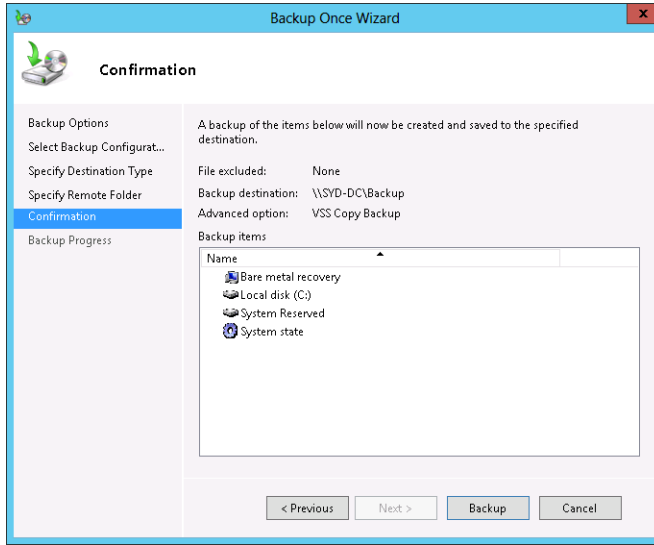 Backup Once Wizard
x
Confirmation
Backup Options
Select Backup Configurat...
Specify Destination Type
Specify Remote Folder
Confirmation
Backup Progress
A backup of the items below will now be created and saved to the specified
destination.
File excluded: None
Backup destination: \\SYD-DC\Backup
Advanced option: VSS Copy Backup
Backup items
Name
Bare metal recovery
Local disk (C:)
System Reserved
System state
< Previous Next > Backup Cancel